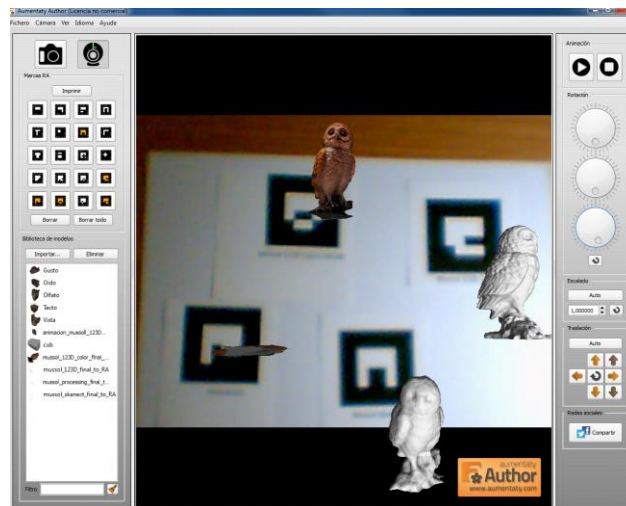 Aumentaty Author (Licencia no comercial)
Fichero Cámara Ver Idioma Ayuda
Marcas RA
Imprimir
Borrar
Borrar todo
Biblioteca de modelos
Importar...
Eliminar
Gusto
Oido
Olfato
Tacto
Vista
animacion_mussoll_123D...
cub
mussol_123D_color_final_...
mussol_123D_final_to_RA
mussol_processing_final_t...
mussol_skanect_final_to_RA
Filtro
aumentaty
Author
www.aumentaty.com
Animación
Rotación
Escalado
Auto
1,000000
Traslación
Auto
Redes sociales
Compartir